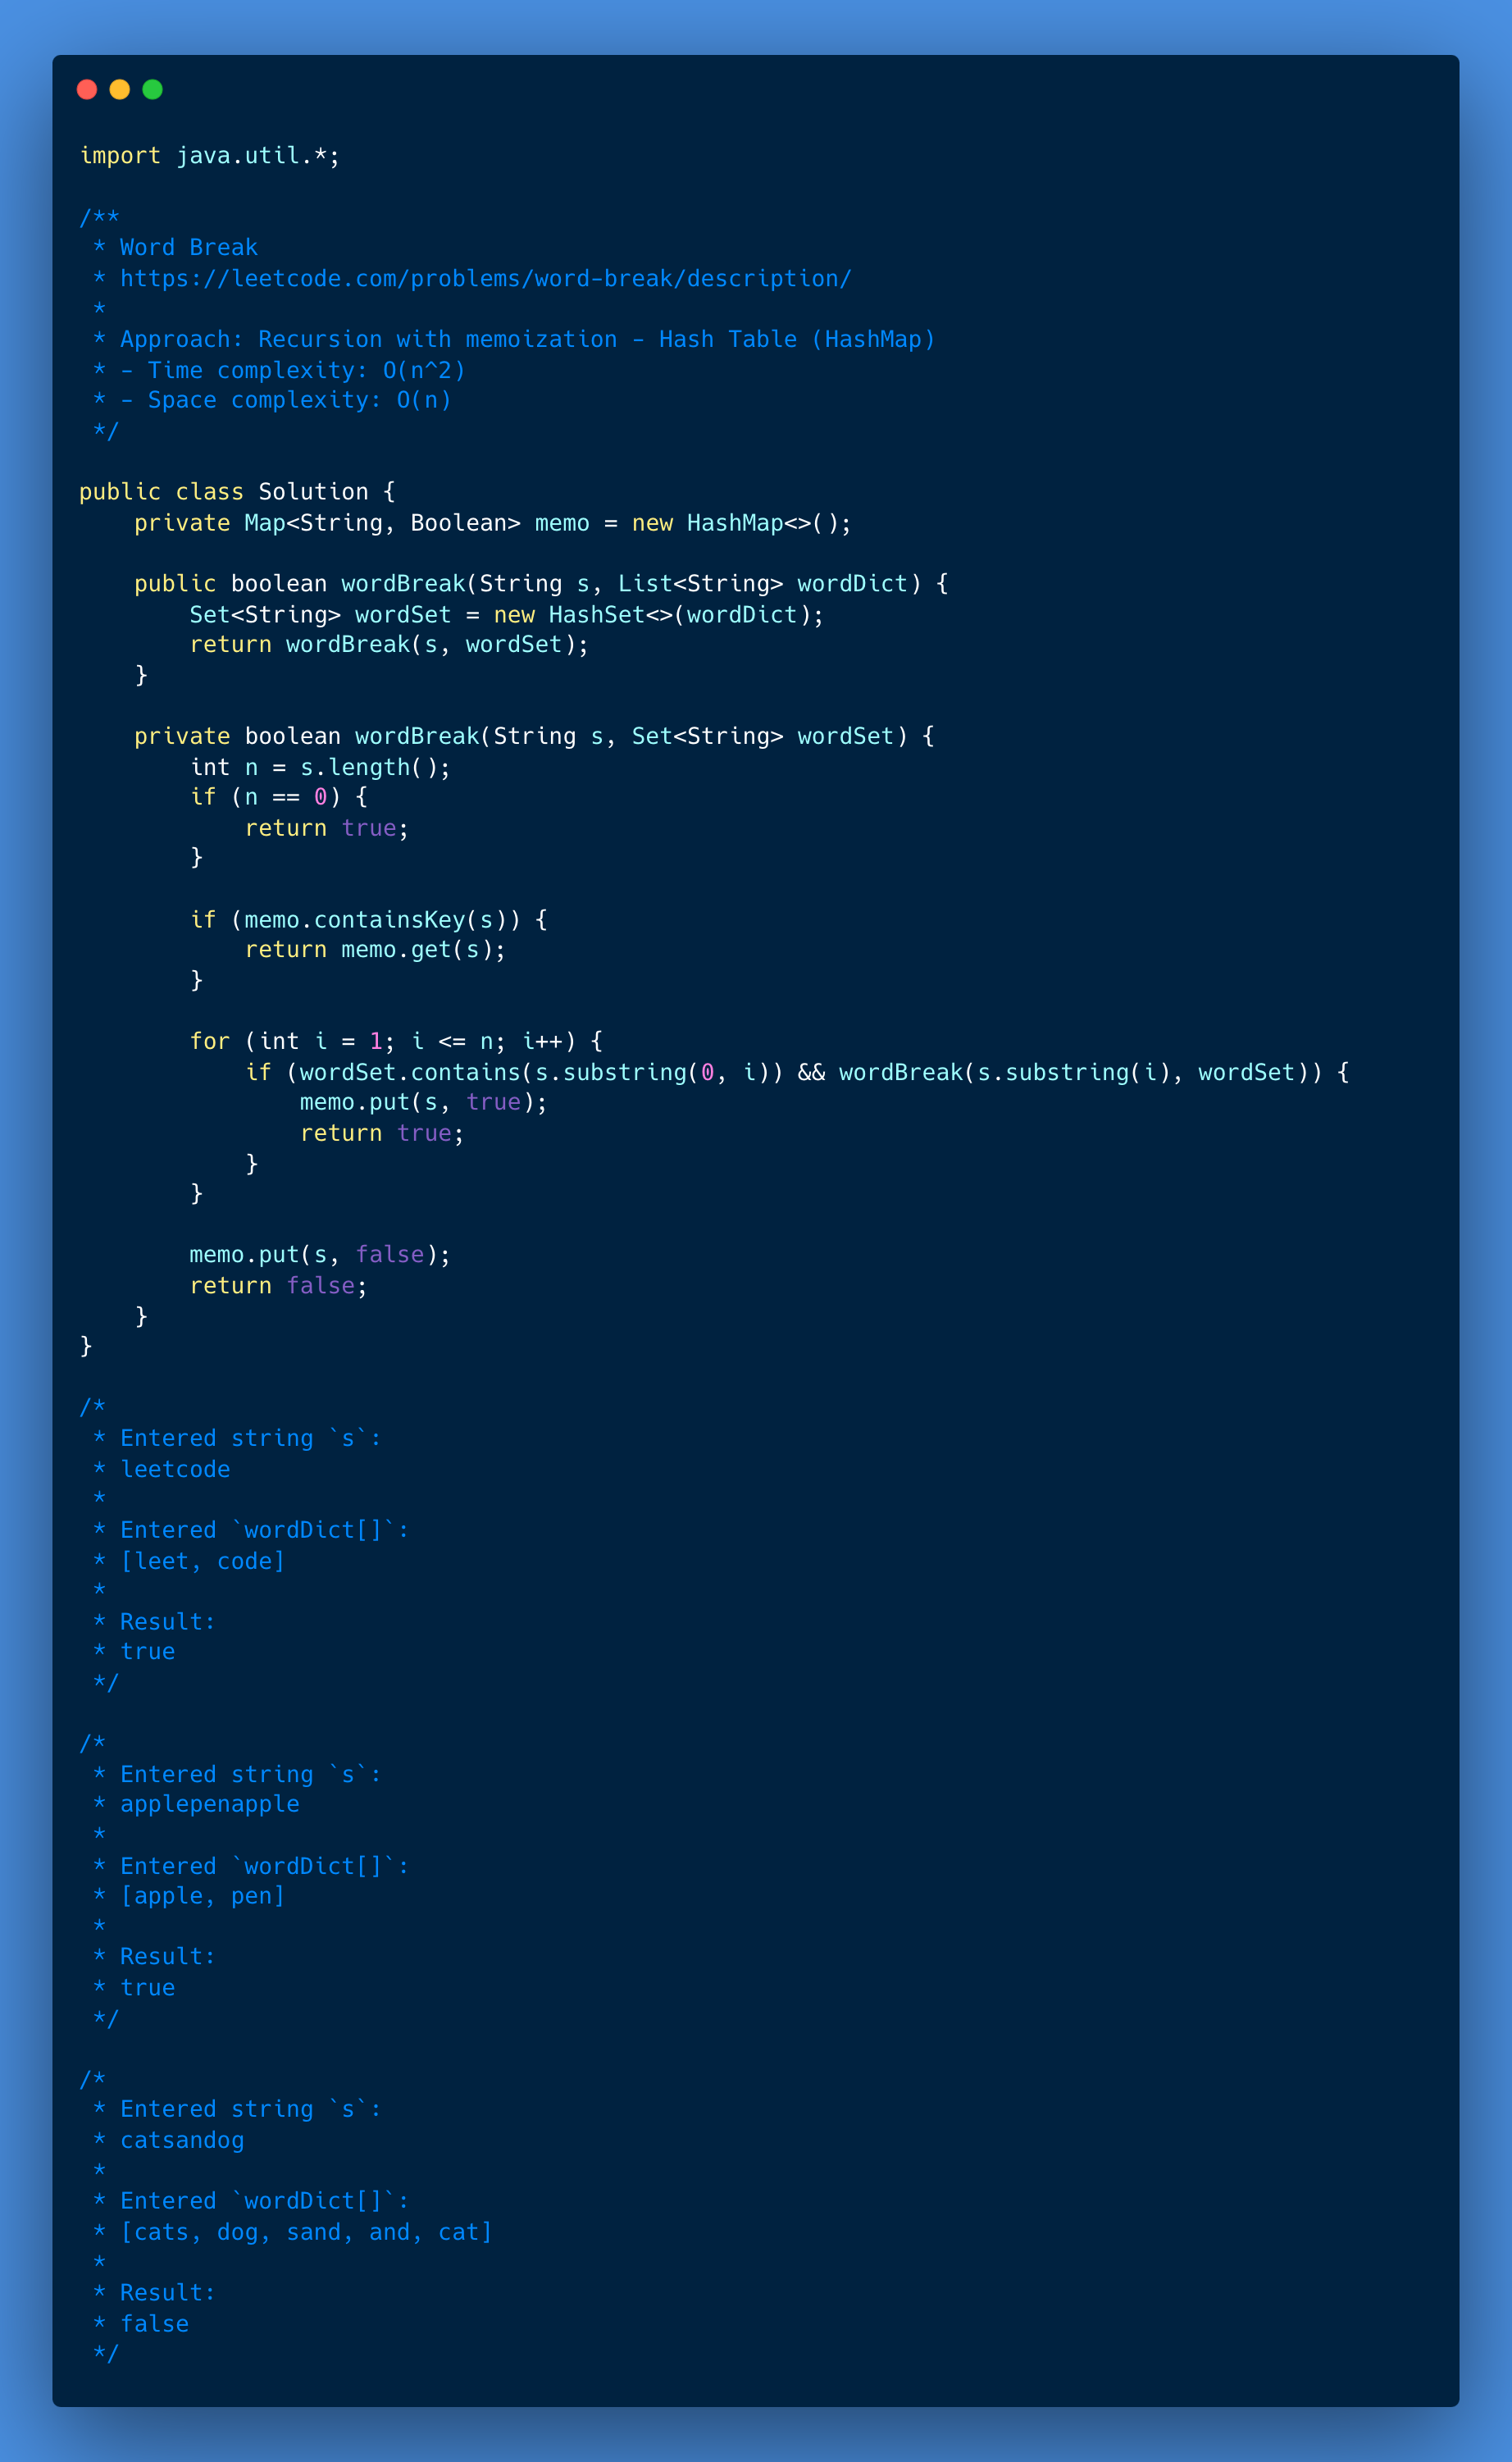 import java.util.*;

/**
 * Word Break
 * https://leetcode.com/problems/word-break/description/
 *
 * Approach: Recursion with memoization - Hash Table (HashMap)
 * - Time complexity: O(n^2)
 * - Space complexity: O(n)
 */

public class Solution {
    private Map<String, Boolean> memo = new HashMap<>();

    public boolean wordBreak(String s, List<String> wordDict) {
        Set<String> wordSet = new HashSet<>(wordDict);
        return wordBreak(s, wordSet);
    }

    private boolean wordBreak(String s, Set<String> wordSet) {
        int n = s.length();
        if (n == 0) {
            return true;
        }

        if (memo.containsKey(s)) {
            return memo.get(s);
        }

        for (int i = 1; i <= n; i++) {
            if (wordSet.contains(s.substring(0, i)) && wordBreak(s.substring(i), wordSet)) {
                memo.put(s, true);
                return true;
            }
        }

        memo.put(s, false);
        return false;
    }
}

/*
 * Entered string `s`:
 * leetcode
 *
 * Entered `wordDict[]`:
 * [leet, code]
 *
 * Result:
 * true
 */

/*
 * Entered string `s`:
 * applepenapple
 *
 * Entered `wordDict[]`:
 * [apple, pen]
 *
 * Result:
 * true
 */

/*
 * Entered string `s`:
 * catsandog
 *
 * Entered `wordDict[]`:
 * [cats, dog, sand, and, cat]
 *
 * Result:
 * false
 */